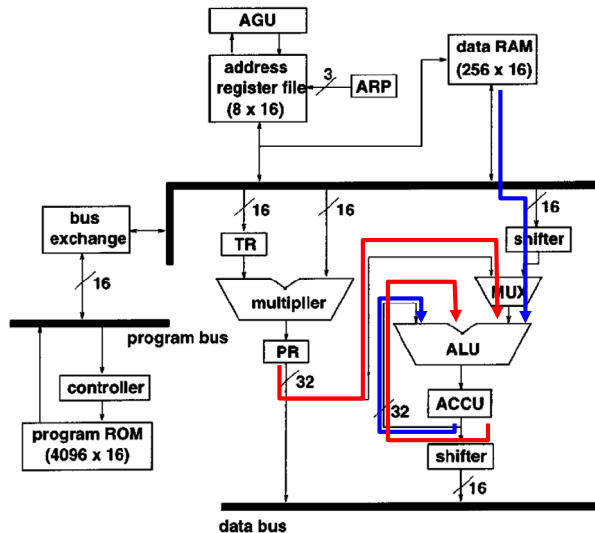 AGU
data RAM
(256 x 16)
address
register file
(8 x 16)
3
ARP
16
16
16
bus
exchange
TR
shifter
16
multiplier
MUX
program bus
ALU
PR
controller
32
32
ACCU
program ROM
(4096 x 16)
shifter
16
data bus